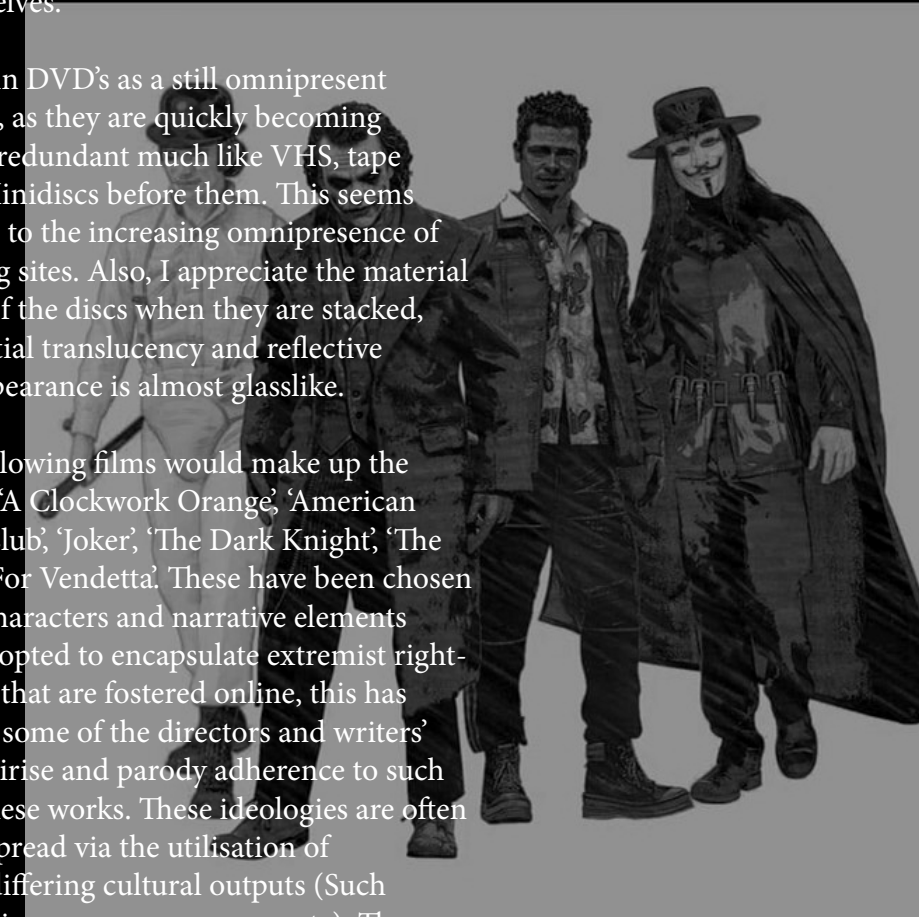 elves.
in DVD’s as a still omnipresent
, as they are quickly becoming
redundant much like VHS, tape
inidiscs before them. This seems
to the increasing omnipresence of
g sites. Also, I appreciate the material
f the discs when they are stacked,
tial translucency and reflective
pearance is almost glasslike.
lowing films would make up the
‘A Clockwork Orange’, ‘American
lub’, ‘Joker’, ‘The Dark Knight’, ‘The
For Vendetta’. These have been chosen
haracters and narrative elements
opted to encapsulate extremist right-
that are fostered online, this has
some of the directors and writers’
irise and parody adherence to such
ese works. These ideologies are often
pread via the utilisation of
differing cultural outputs (Such